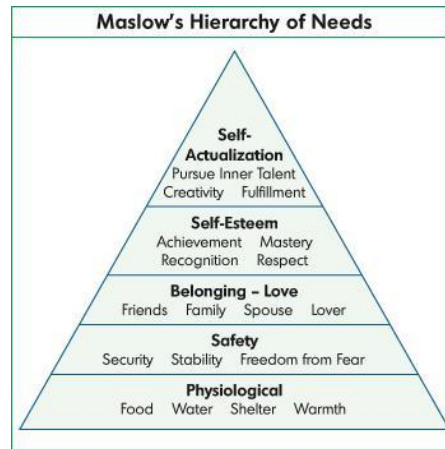 Maslow's Hierarchy of Needs
Self-
Actualization
Pursue Inner Talent
Creativity Fulfillment
Self-Esteem
Achievement Mastery
Recognition Respect
Belonging – Love
Friends Family Spouse Lover
Safety
Security Stability Freedom from Fear
Physiological
Food Water Shelter Warmth